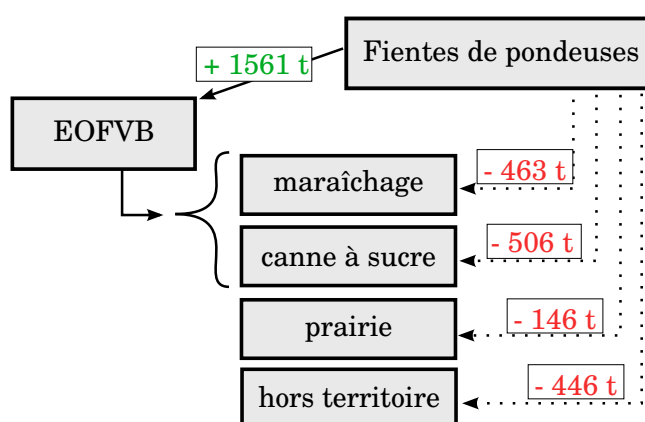 Fientes de pondeuses
+ 1561 t
EOFVB
maraîchage
- 463 t
canne à sucre
- 506 t
prairie
- 146 t
hors territoire
- 446 t